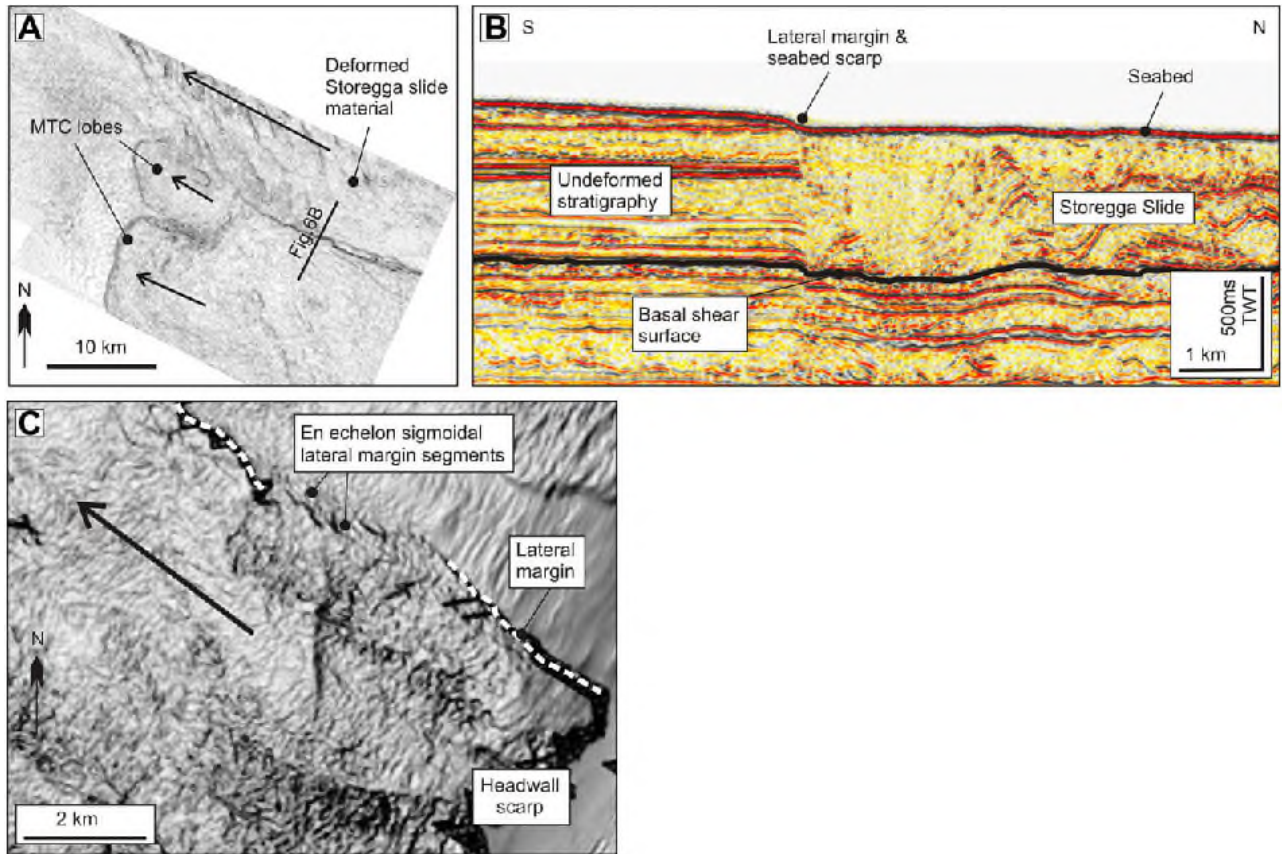 A
MTC lobes
Deformed
Storegga slide
material
Fig. 6B
N
10 km
B
S
N
Lateral margin &
seabed scarp
Seabed
Undeformed
stratigraphy
Storegga Slide
Basal shear
surface
500ms
TWT
1 km
C
En echelon sigmoidal
lateral margin segments
Lateral
margin
N
Headwall
scarp
2 km